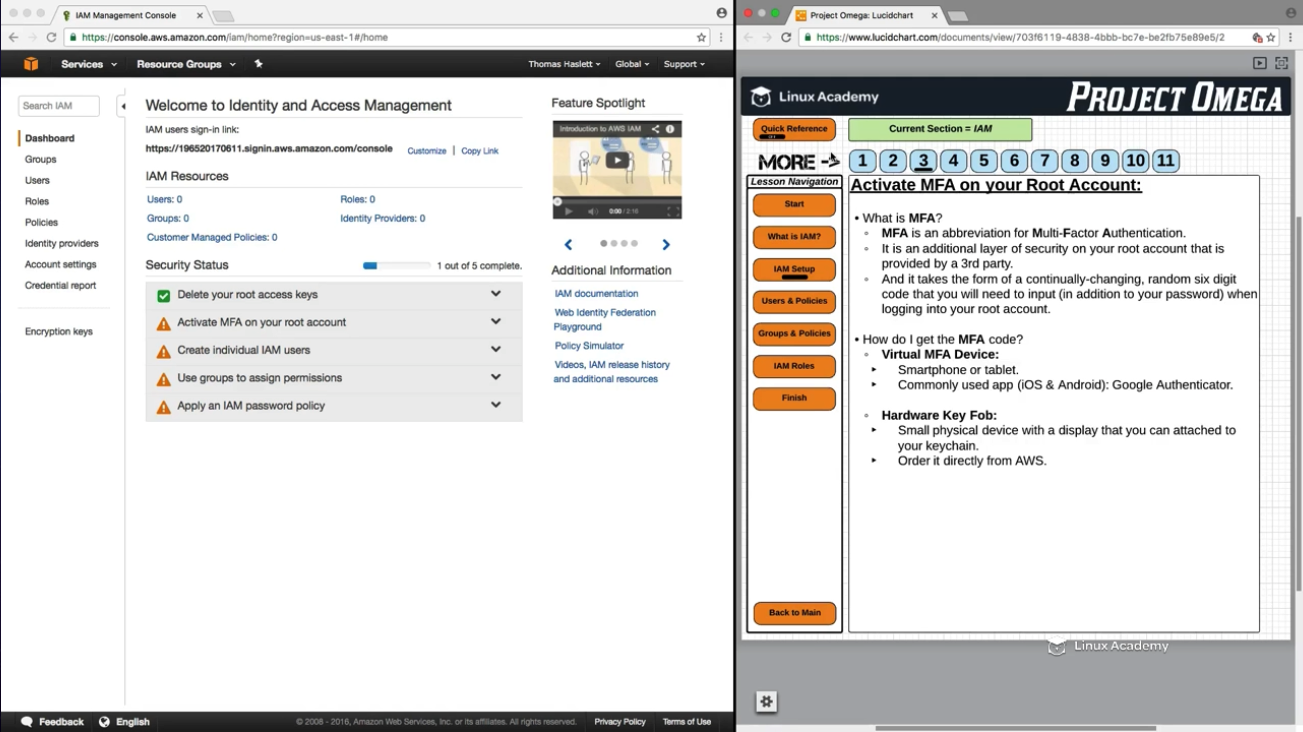 IAM Management Console
https://console.aws.amazon.com/iam/home?region=us-east-1#/home
Services
Resource Groups
Thomas Haslett
Global
Support
Search IAM
Dashboard
Groups
Users
Roles
Policies
Identity providers
Account settings
Credential report
Encryption keys
Welcome to Identity and Access Management
IAM users sign-in link:
https://196520170611.signin.aws.amazon.com/console
Customize | Copy Link
IAM Resources
Users: 0
Roles: 0
Groups: 0
Identity Providers: 0
Customer Managed Policies: 0
Security Status
1 out of 5 complete.
Delete your root access keys
Activate MFA on your root account
Create individual IAM users
Use groups to assign permissions
Apply an IAM password policy
Feature Spotlight
Introduction to AWS IAM
0:00 / 2:16
Additional Information
IAM documentation
Web Identity Federation
Playground
Policy Simulator
Videos, IAM release history
and additional resources
Feedback
English
© 2008 - 2016, Amazon Web Services, Inc. or its affiliates. All rights reserved.
Privacy Policy
Terms of Use
Project Omega: Lucidchart
https://www.lucidchart.com/documents/view/703f6119-4838-4bbb-bc7e-be2fb75e89e5/2
Linux Academy
PROJECT OMEGA
Quick Reference
Current Section = IAM
MORE
1 2 3 4 5 6 7 8 9 10 11
Lesson Navigation
Start
What is IAM?
IAM Setup
Users & Policies
Groups & Policies
IAM Roles
Finish
Back to Main
Activate MFA on your Root Account:
• What is MFA?
◦ MFA is an abbreviation for Multi-Factor Authentication.
◦ It is an additional layer of security on your root account that is
provided by a 3rd party.
◦ And it takes the form of a continually-changing, random six digit
code that you will need to input (in addition to your password) when
logging into your root account.
• How do I get the MFA code?
◦ Virtual MFA Device:
‣ Smartphone or tablet.
‣ Commonly used app (iOS & Android): Google Authenticator.
◦ Hardware Key Fob:
‣ Small physical device with a display that you can attached to
your keychain.
‣ Order it directly from AWS.
Linux Academy